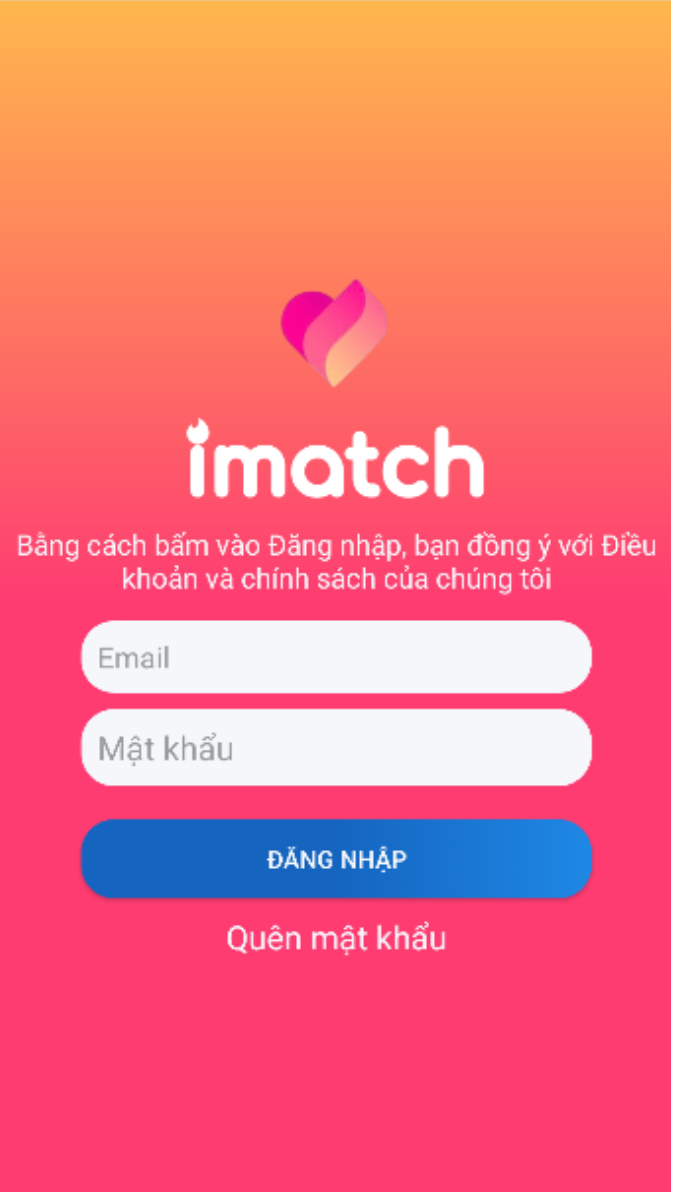 imatch
Bằng cách bấm vào Đăng nhập, bạn đồng ý với Điều
khoản và chính sách của chúng tôi
Email
Mật khẩu
ĐĂNG NHẬP
Quên mật khẩu